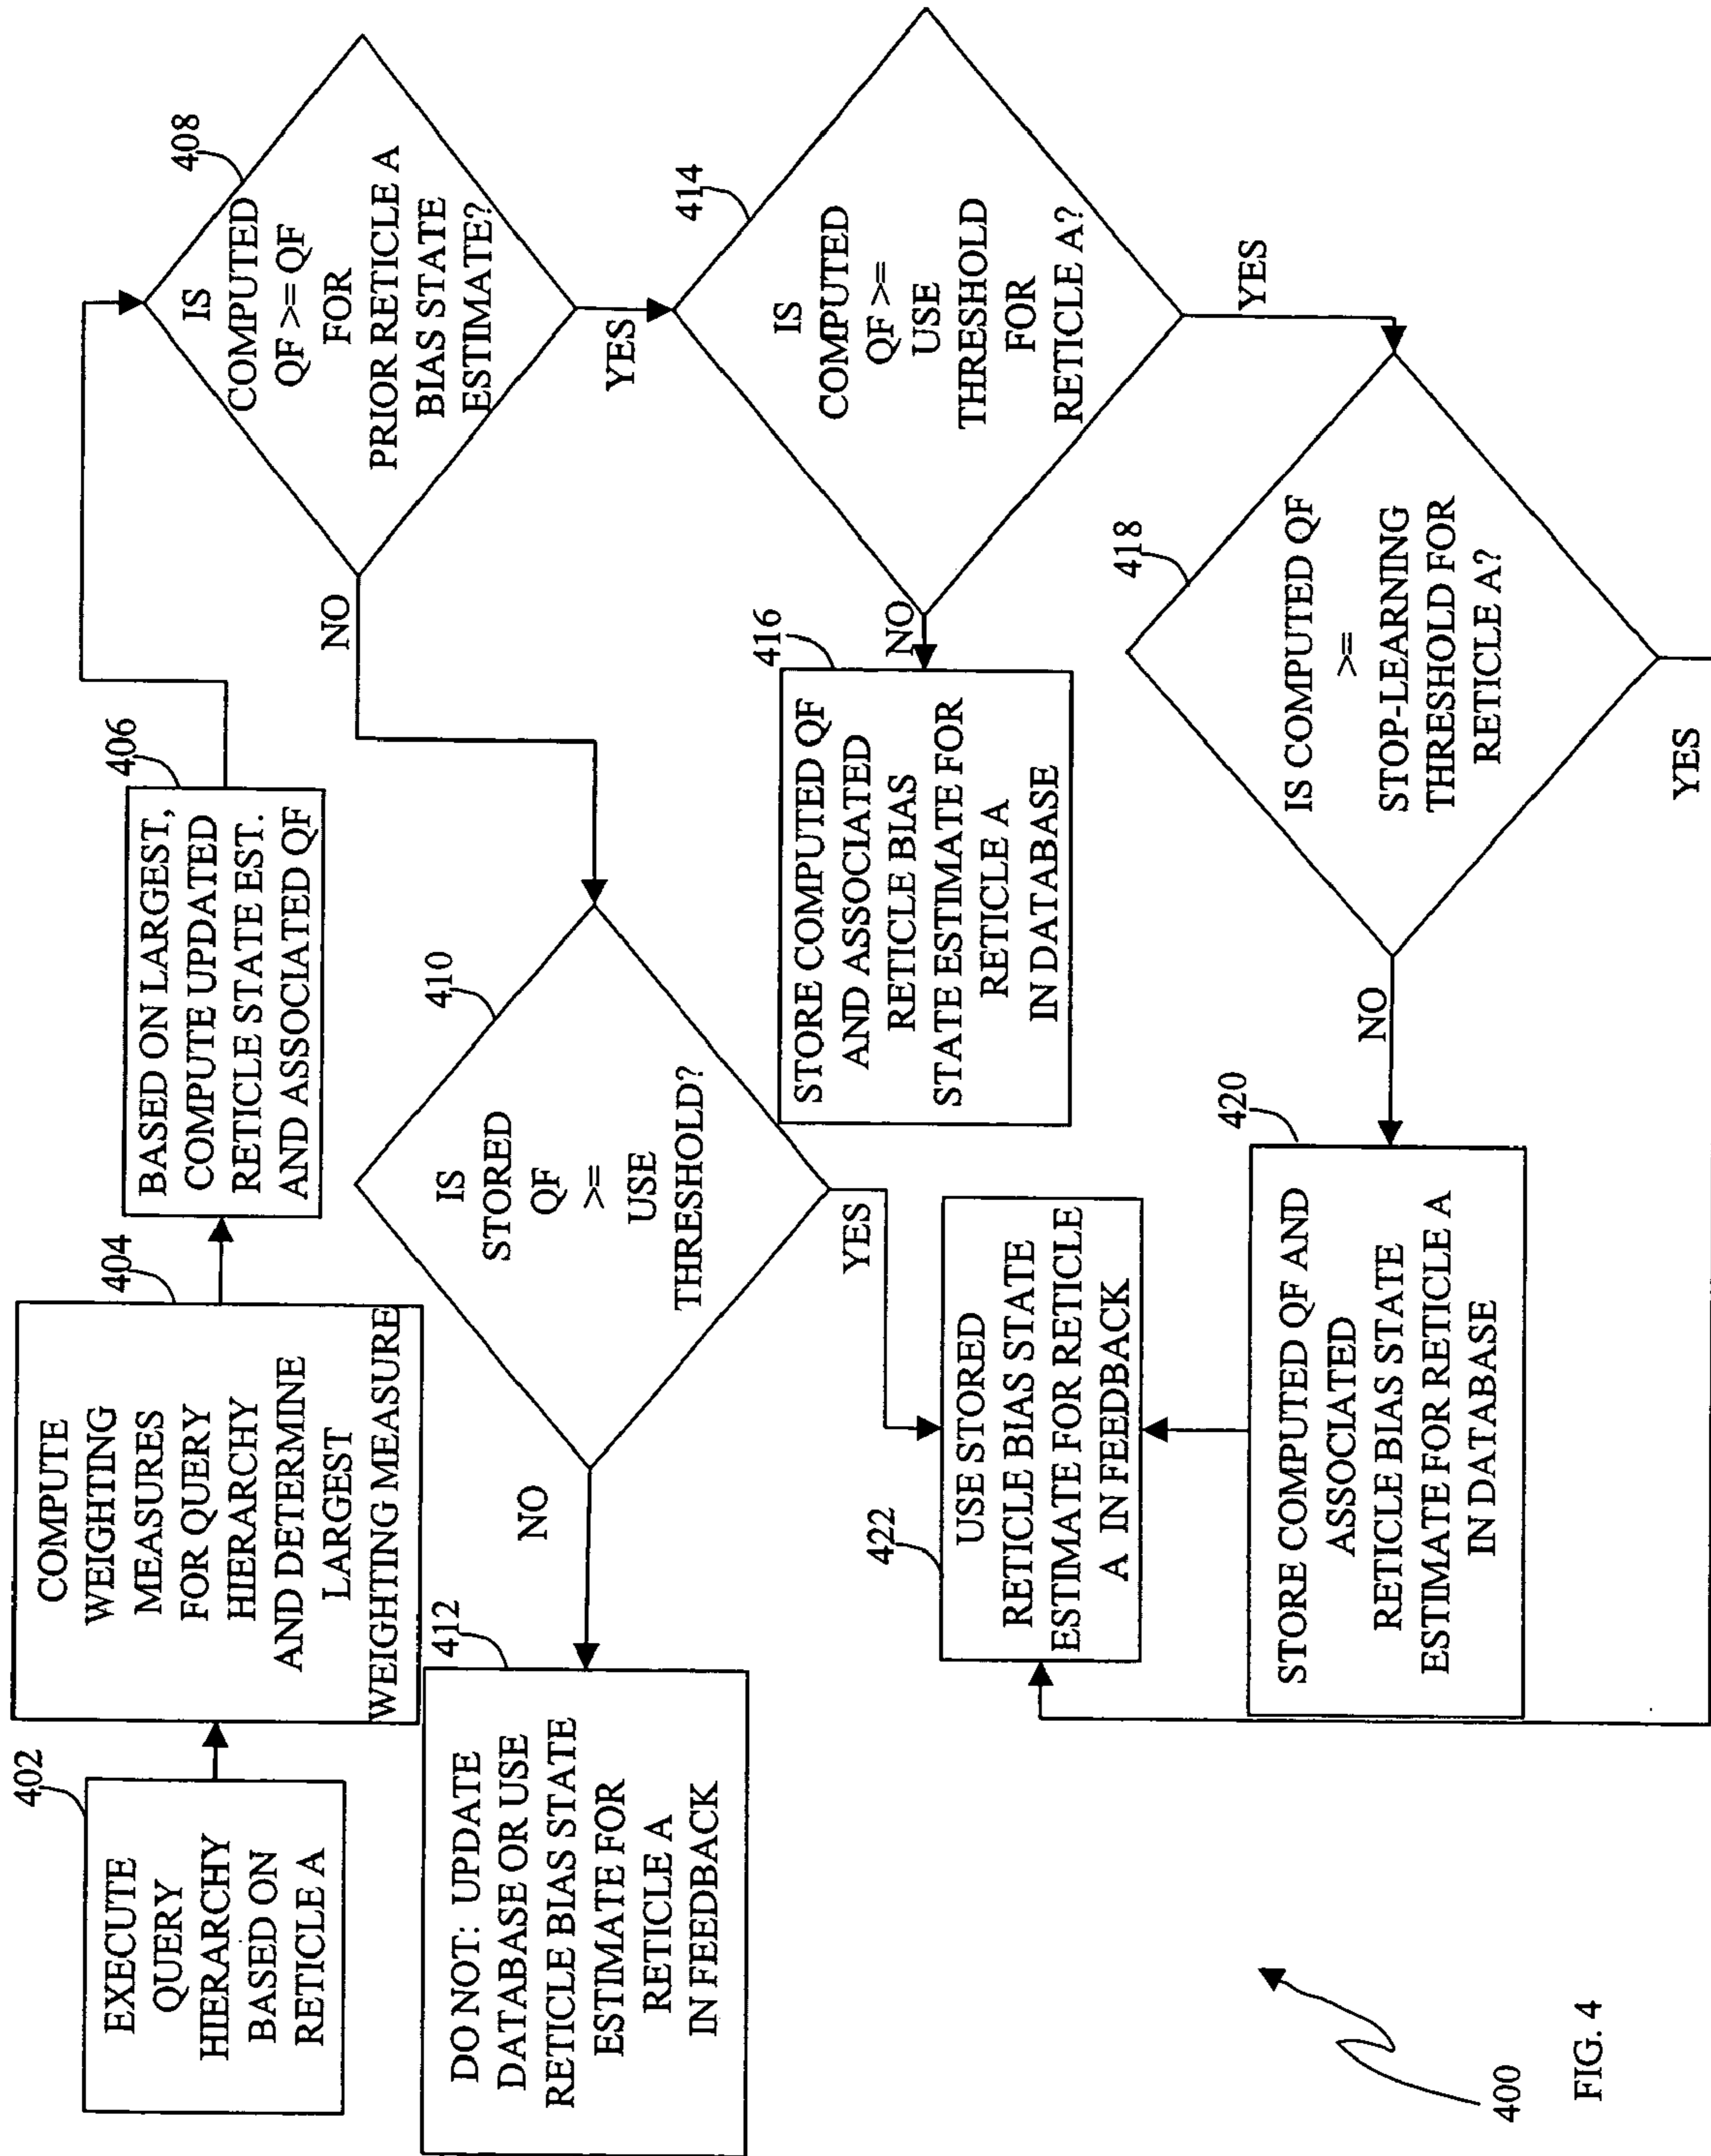 402
EXECUTE
QUERY
HIERARCHY
BASED ON
RETICLE A
404
COMPUTE
WEIGHTING
MEASURES
FOR QUERY
HIERARCHY
AND DETERMINE
LARGEST
WEIGHTING MEASURE
406
BASED ON LARGEST,
COMPUTE UPDATED
RETICLE STATE EST.
AND ASSOCIATED QF
408
IS
COMPUTED
QF >= QF
FOR
PRIOR RETICLE A
BIAS STATE
ESTIMATE?
NO
YES
410
IS
STORED
QF
>=
USE
THRESHOLD?
NO
YES
412
DO NOT: UPDATE
DATABASE OR USE
RETICLE BIAS STATE
ESTIMATE FOR
RETICLE A
IN FEEDBACK
414
IS
COMPUTED
QF >=
USE
THRESHOLD
FOR
RETICLE A?
NO
YES
416
STORE COMPUTED QF
AND ASSOCIATED
RETICLE BIAS
STATE ESTIMATE FOR
RETICLE A
IN DATABASE
418
IS COMPUTED QF
>=
STOP-LEARNING
THRESHOLD FOR
RETICLE A?
NO
YES
420
STORE COMPUTED QF AND
ASSOCIATED
RETICLE BIAS STATE
ESTIMATE FOR RETICLE A
IN DATABASE
422
USE STORED
RETICLE BIAS STATE
ESTIMATE FOR RETICLE
A IN FEEDBACK
400
FIG. 4